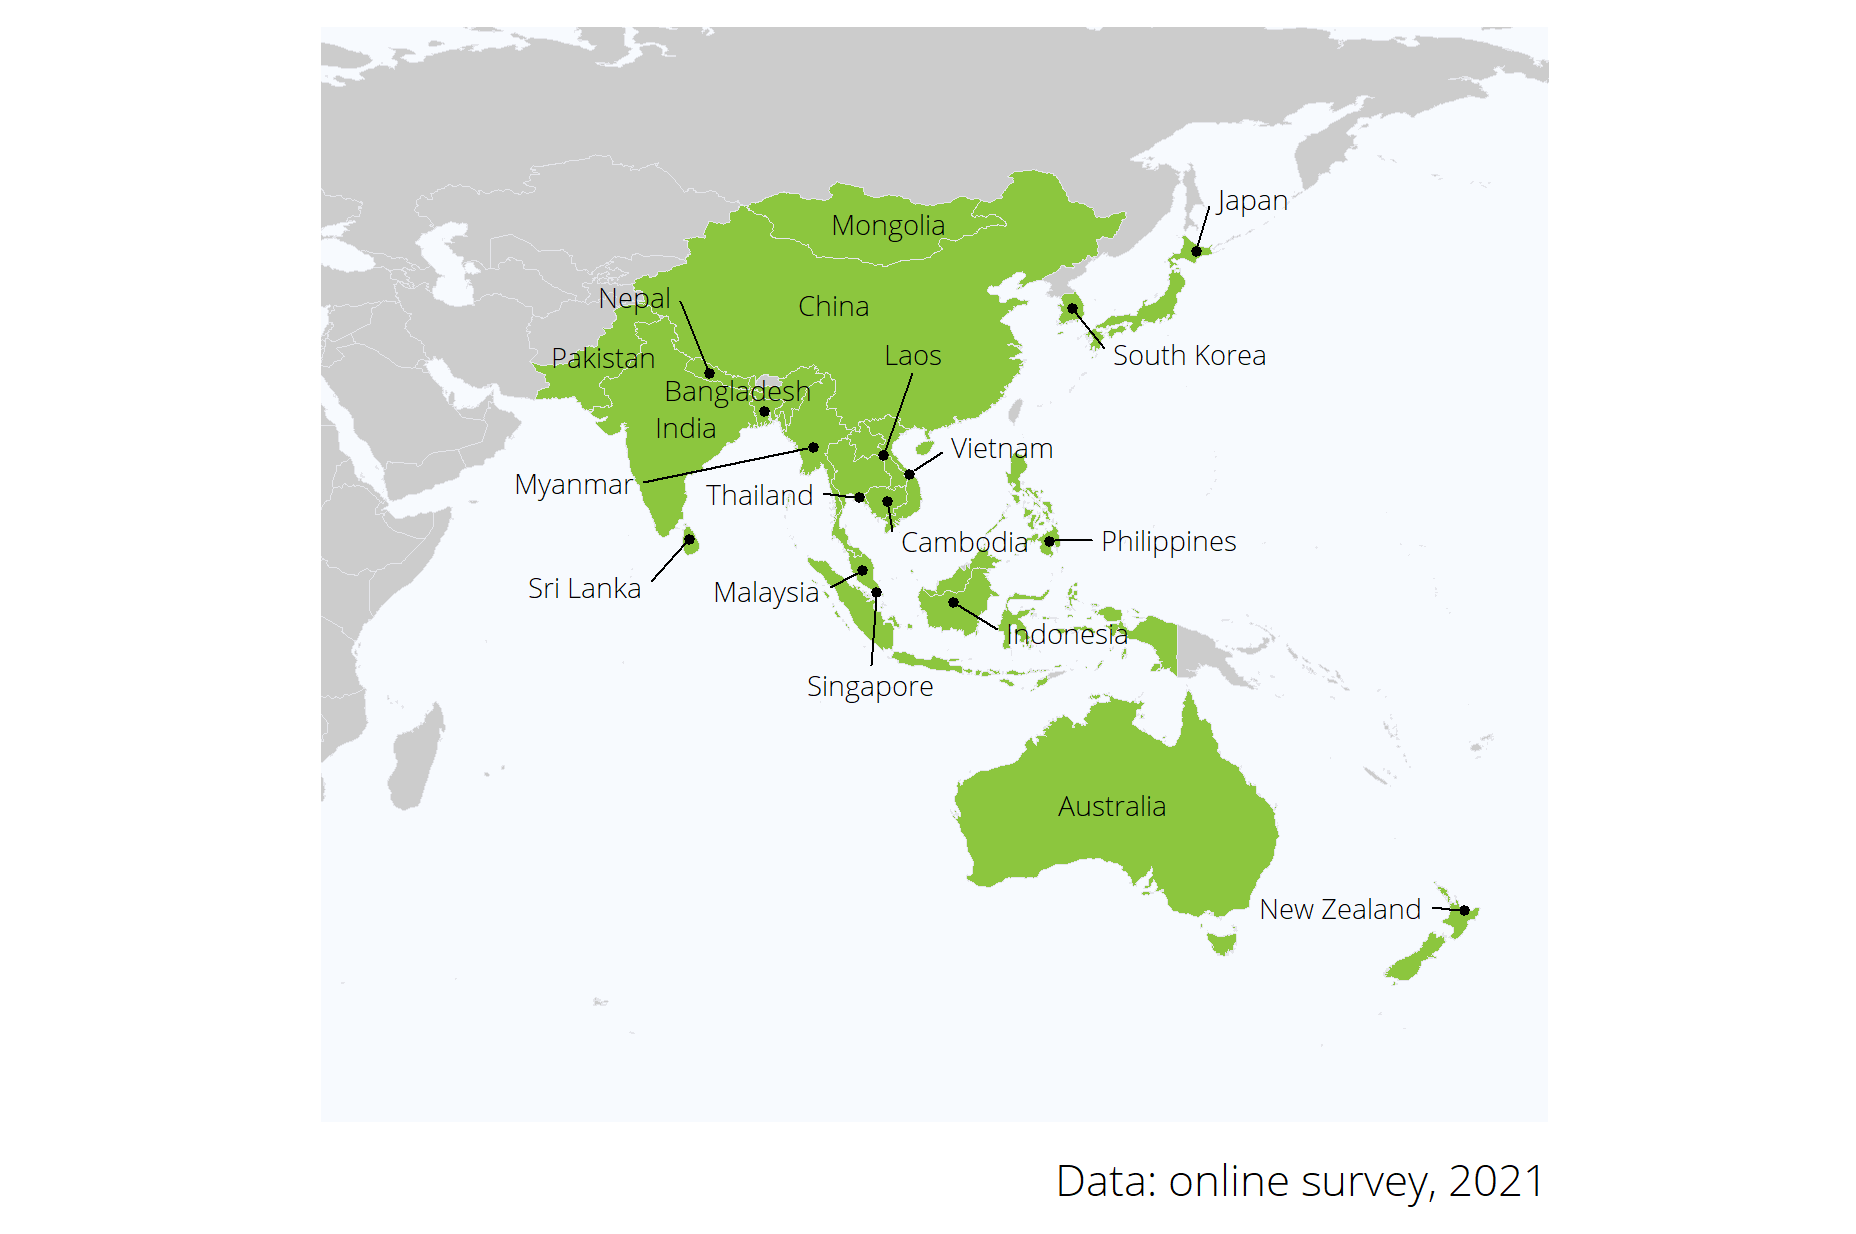 Japan
Mongolia
Nepal
China
Pakistan
Laos
South Korea
Bangladesh
India
Vietnam
Myanmar
Thailand
Cambodia
Philippines
Sri Lanka
Malaysia
Indonesia
Singapore
Australia
New Zealand
Data: online survey, 2021